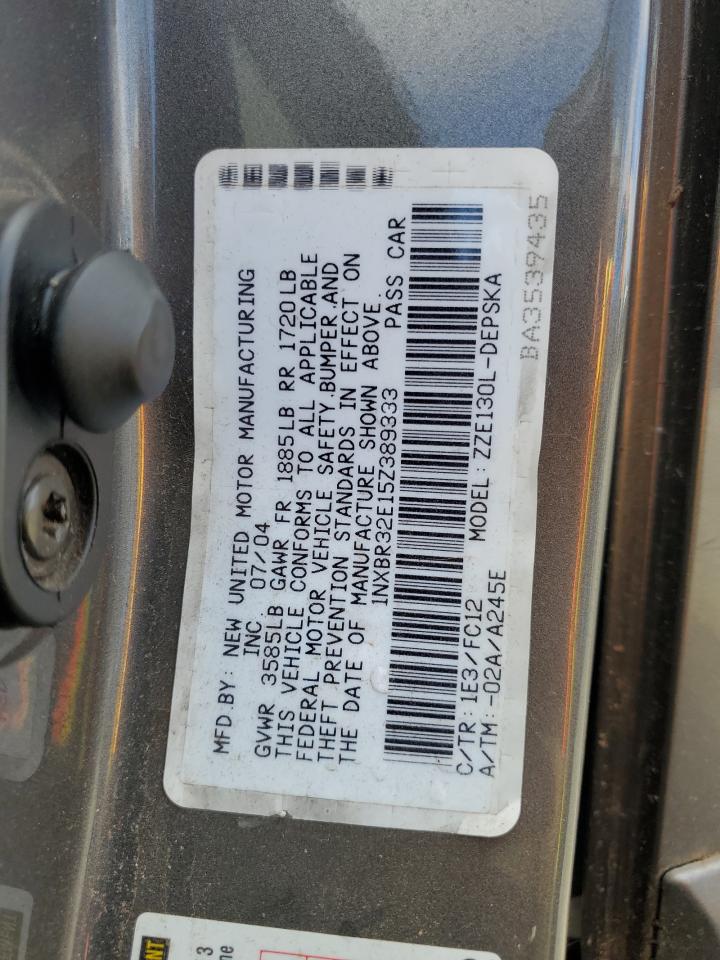 MFD.BY: NEW UNITED MOTOR MANUFACTURING
INC 07/04
GVWR 3585LB GAWR FR 1885LB RR 1720LB
THIS VEHICLE CONFORMS TO ALL APPLICABLE
FEDERAL MOTOR VEHICLE SAFETY,BUMPER,AND
THEFT PREVENTION STANDARDS IN EFFECT ON
THE DATE OF MANUFACTURE SHOWN ABOVE.
1NXBR32E15Z389333 PASS CAR
C/TR: 1E3/FC12 MODEL: ZZE130L-DEPSKA
A/TM: -02A/A245E
BA3539435
3